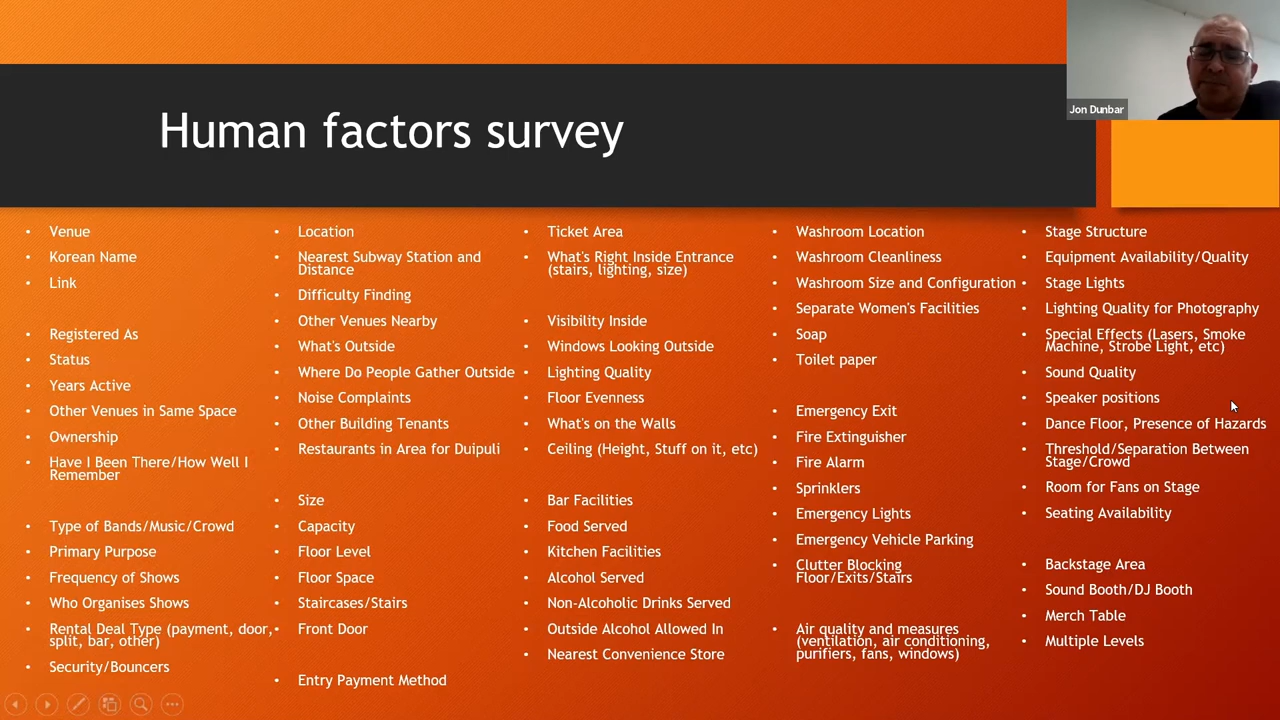 Jon Dunbar
Human factors survey
Venue
Korean Name
Link
Registered As
Status
Years Active
Other Venues in Same Space
Ownership
Have I Been There/How Well I
Remember
Type of Bands/Music/Crowd
Primary Purpose
Frequency of Shows
Who Organises Shows
Rental Deal Type (payment, door,
split, bar, other)
Security/Bouncers
Location
Nearest Subway Station and
Distance
Difficulty Finding
Other Venues Nearby
What's Outside
Where Do People Gather Outside
Noise Complaints
Other Building Tenants
Restaurants in Area for Duipuli
Size
Capacity
Floor Level
Floor Space
Staircases/Stairs
Front Door
Entry Payment Method
Ticket Area
What's Right Inside Entrance
(stairs, lighting, size)
Visibility Inside
Windows Looking Outside
Lighting Quality
Floor Evenness
What's on the Walls
Ceiling (Height, Stuff on it, etc)
Bar Facilities
Food Served
Kitchen Facilities
Alcohol Served
Non-Alcoholic Drinks Served
Outside Alcohol Allowed In
Nearest Convenience Store
Washroom Location
Washroom Cleanliness
Washroom Size and Configuration
Separate Women's Facilities
Soap
Toilet paper
Emergency Exit
Fire Extinguisher
Fire Alarm
Sprinklers
Emergency Lights
Emergency Vehicle Parking
Clutter Blocking
Floor/Exits/Stairs
Air quality and measures
(ventilation, air conditioning,
purifiers, fans, windows)
Stage Structure
Equipment Availability/Quality
Stage Lights
Lighting Quality for Photography
Special Effects (Lasers, Smoke
Machine, Strobe Light, etc)
Sound Quality
Speaker positions
Dance Floor, Presence of Hazards
Threshold/Separation Between
Stage/Crowd
Room for Fans on Stage
Seating Availability
Backstage Area
Sound Booth/DJ Booth
Merch Table
Multiple Levels